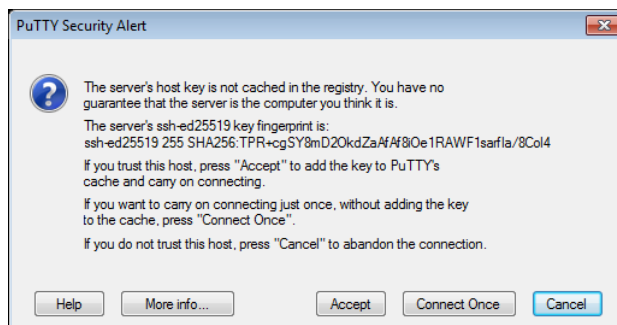 PuTTY Security Alert
The server's host key is not cached in the registry. You have no
guarantee that the server is the computer you think it is.
The server's ssh-ed25519 key fingerprint is:
ssh-ed25519 255 SHA256:TPR+cgSY8mD2OkdZaAfAf8iOe1RAWF1sarfIa/8Col4
If you trust this host, press "Accept" to add the key to PuTTY's
cache and carry on connecting.
If you want to carry on connecting just once, without adding the key
to the cache, press "Connect Once".
If you do not trust this host, press "Cancel" to abandon the connection.
Help More info... Accept Connect Once Cancel